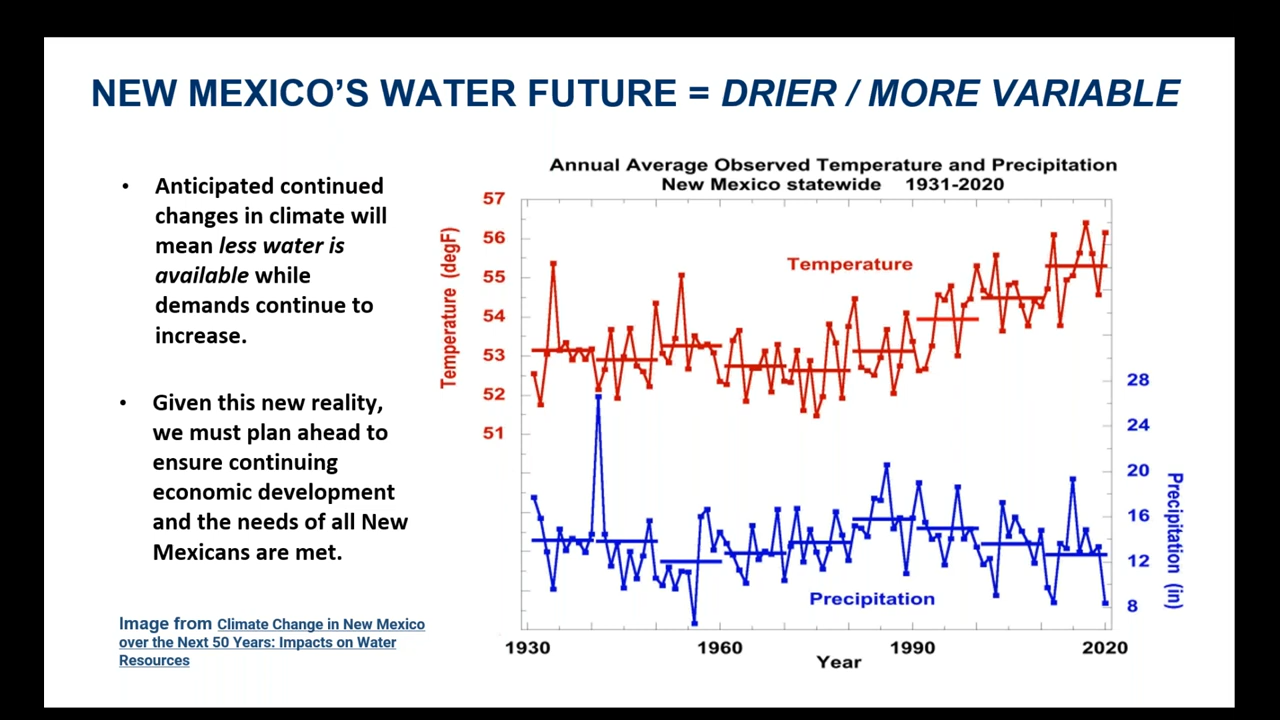 NEW MEXICO’S WATER FUTURE = DRIER / MORE VARIABLE
• Anticipated continued
changes in climate will
mean less water is
available while
demands continue to
increase.
• Given this new reality,
we must plan ahead to
ensure continuing
economic development
and the needs of all New
Mexicans are met.
Image from Climate Change in New Mexico
over the Next 50 Years: Impacts on Water
Resources
Annual Average Observed Temperature and Precipitation
New Mexico statewide 1931-2020
Temperature (degF)
57
56
55
54
53
52
51
Temperature
28
24
20
16
12
8
Precipitation (in)
Precipitation
1930 1960 1990 2020
Year